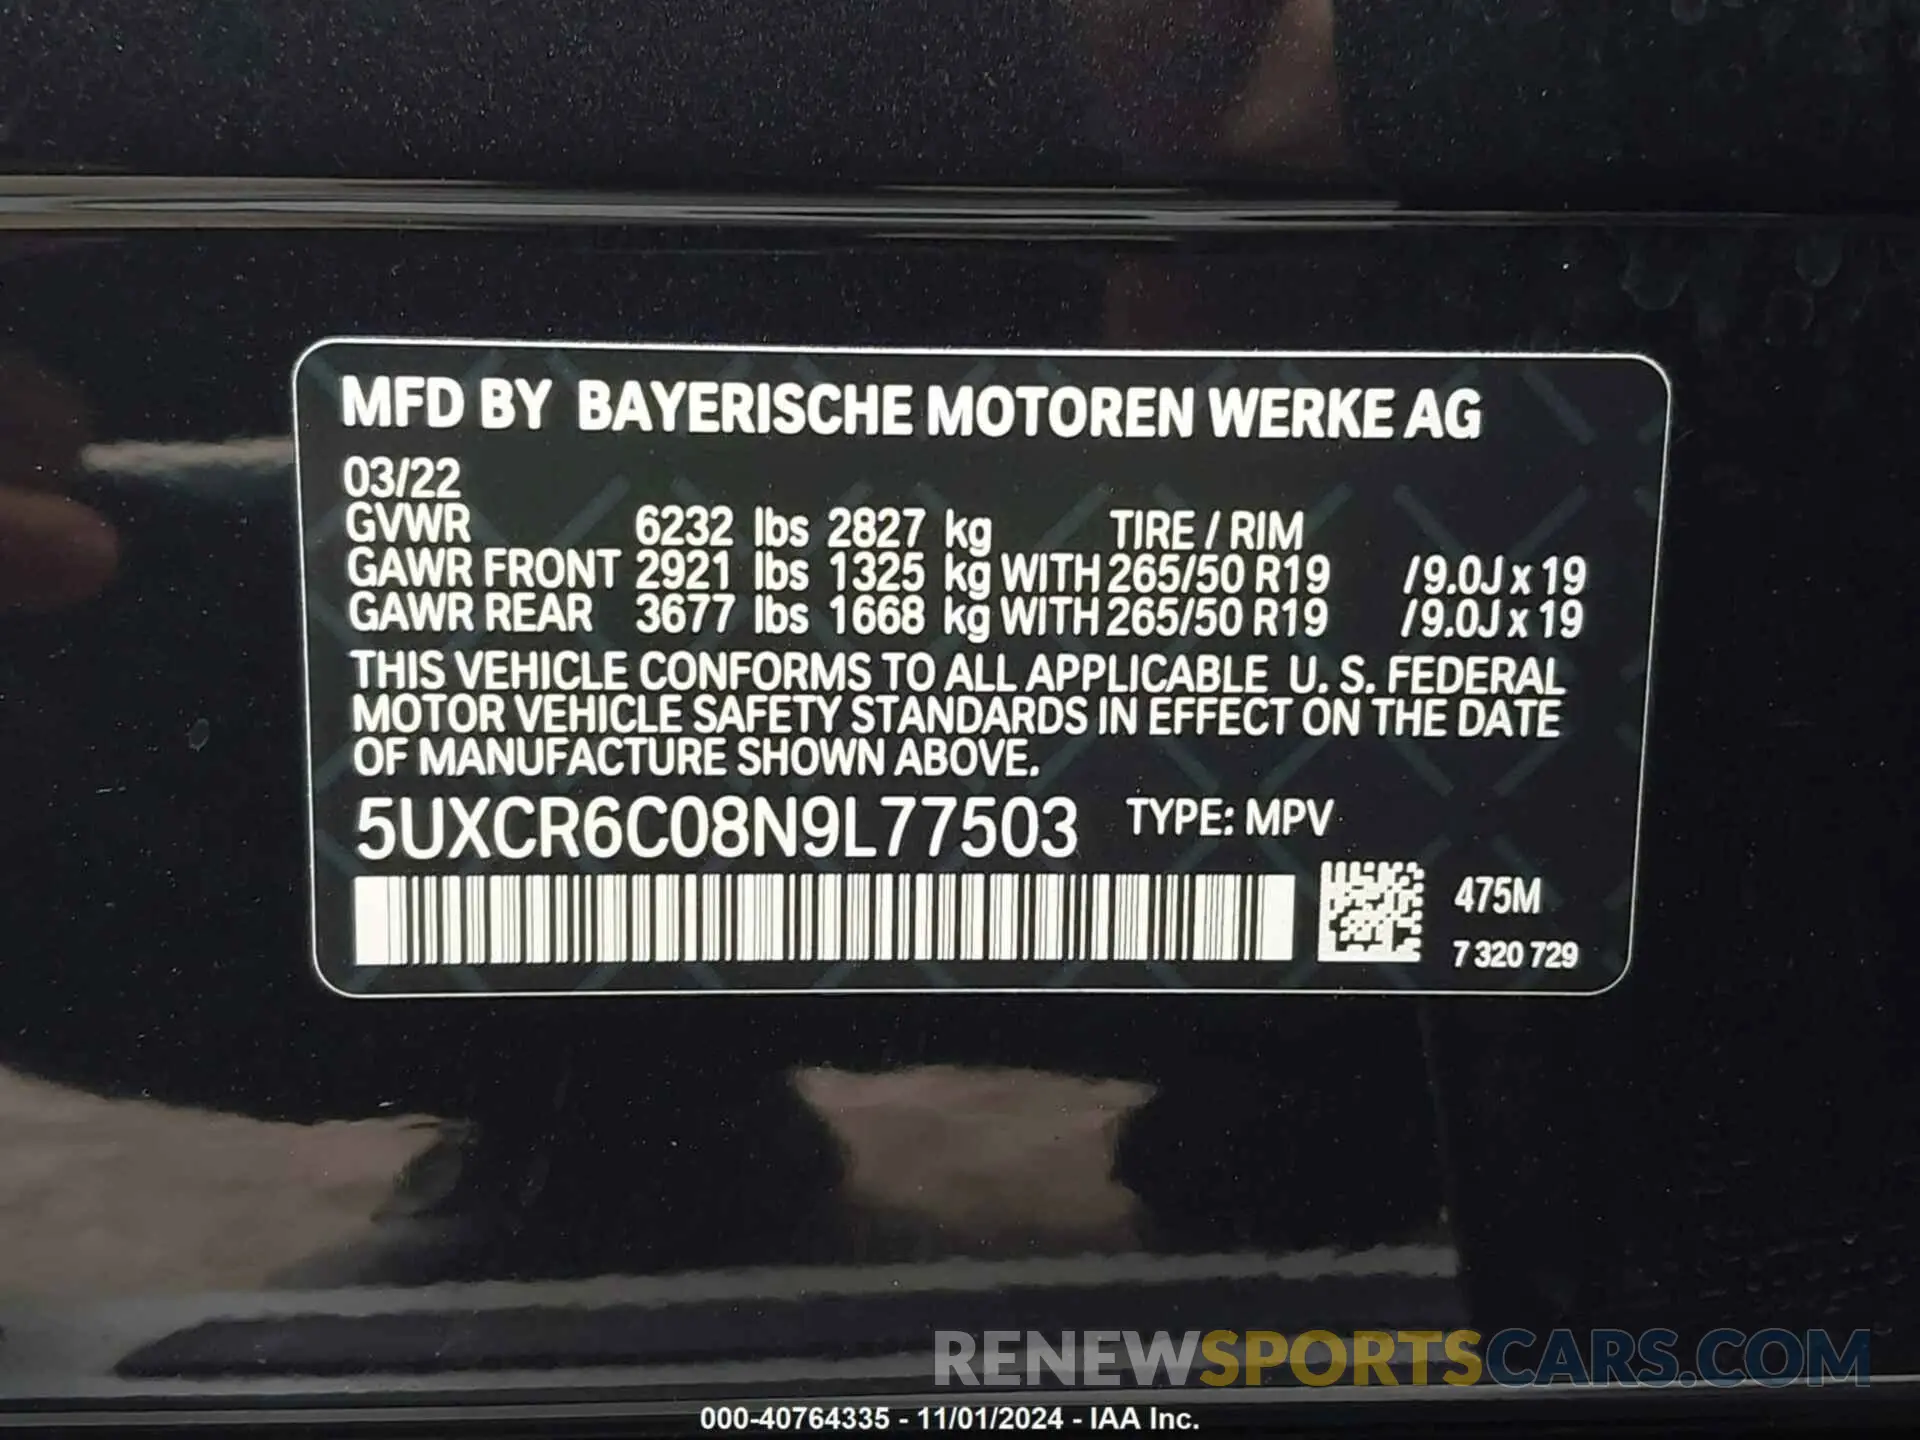 MFD BY BAYERISCHE MOTOREN WERKE AG
03/22
GVWR 6232 lbs 2827 kg TIRE / RIM
GAWR FRONT 2921 lbs 1325 kg WITH 265/50 R19 /9.0J x 19
GAWR REAR 3677 lbs 1668 kg WITH 265/50 R19 /9.0J x 19
THIS VEHICLE CONFORMS TO ALL APPLICABLE U. S. FEDERAL
MOTOR VEHICLE SAFETY STANDARDS IN EFFECT ON THE DATE
OF MANUFACTURE SHOWN ABOVE.
5UXCR6C08N9L77503 TYPE: MPV
475M
7 320 729
RENEWSPORTSCARS.COM
000-40764335 - 11/01/2024 - IAA Inc.